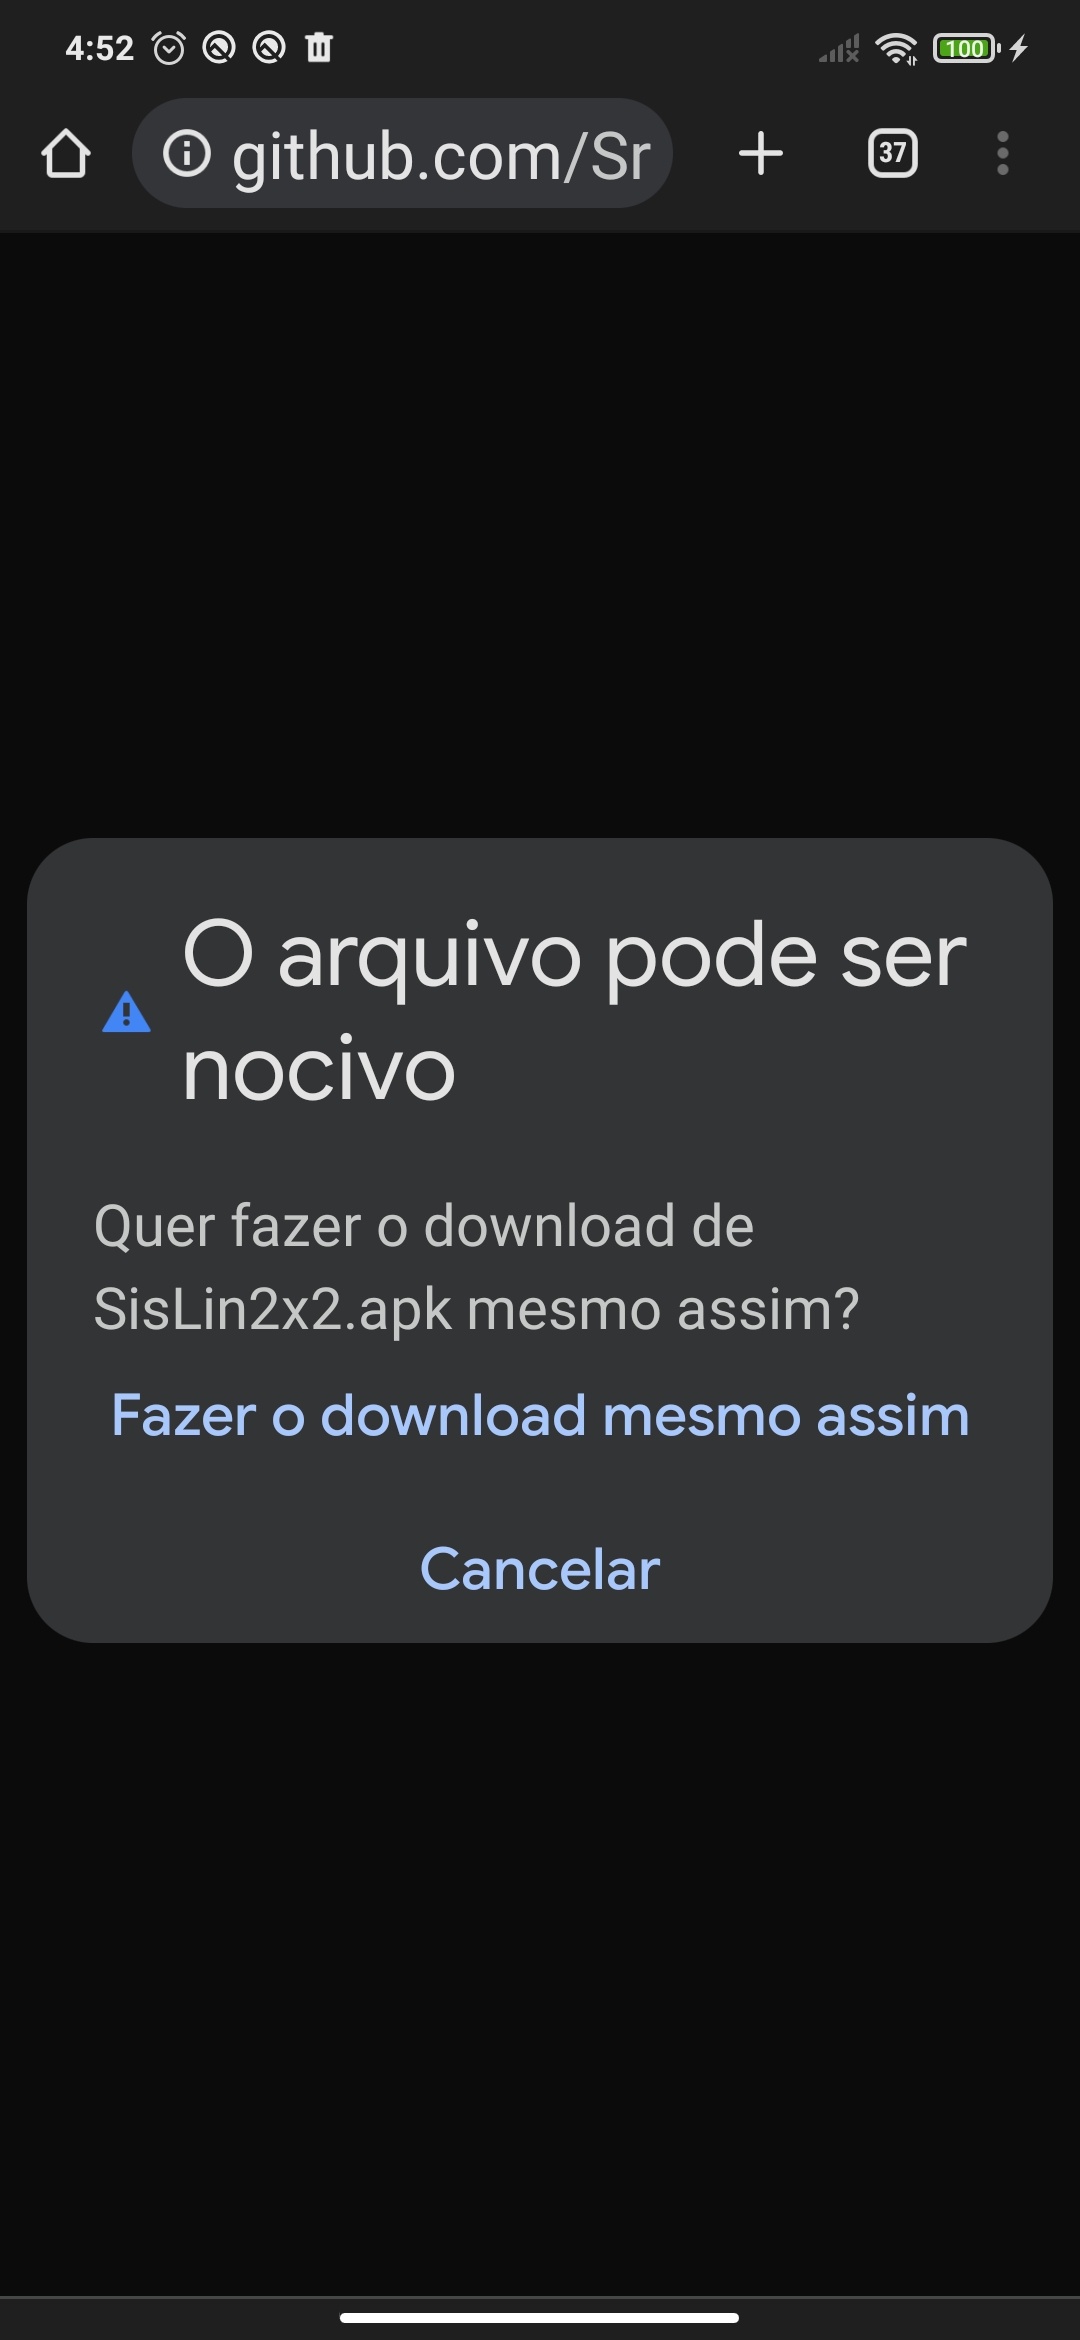 4:52
100
github.com/Sr
37
O arquivo pode ser
nocivo
Quer fazer o download de
SisLin2x2.apk mesmo assim?
Fazer o download mesmo assim
Cancelar